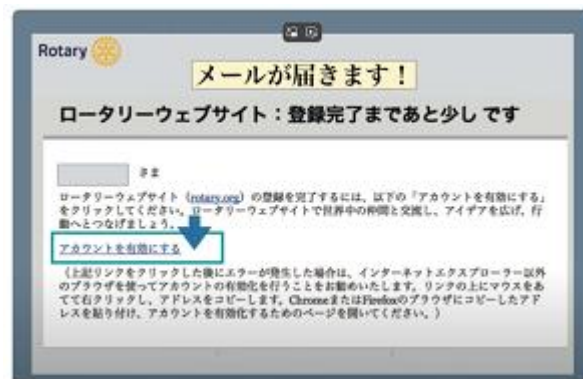 Rotary
メールが届きます！
ロータリーウェブサイト：登録完了まであと少し です
さま
ロータリーウェブサイト（rotary.org）の登録を完了するには、以下の「アカウントを有効にする」
をクリックしてください。ロータリーウェブサイトで世界中の仲間と交流し、アイデアを広げ、行
動へとつなげましょう。
アカウントを有効にする
（上記リンクをクリックした後にエラーが発生した場合は、インターネットエクスプローラー以外
のブラウザを使ってアカウントの有効化を行うことをお勧めいたします。リンクの上にマウスをあ
てて右クリックし、アドレスをコピーします。ChromeまたはFirefoxのブラウザにコピーしたアド
レスを貼り付け、アカウントを有効化するためのページを開いてください。）